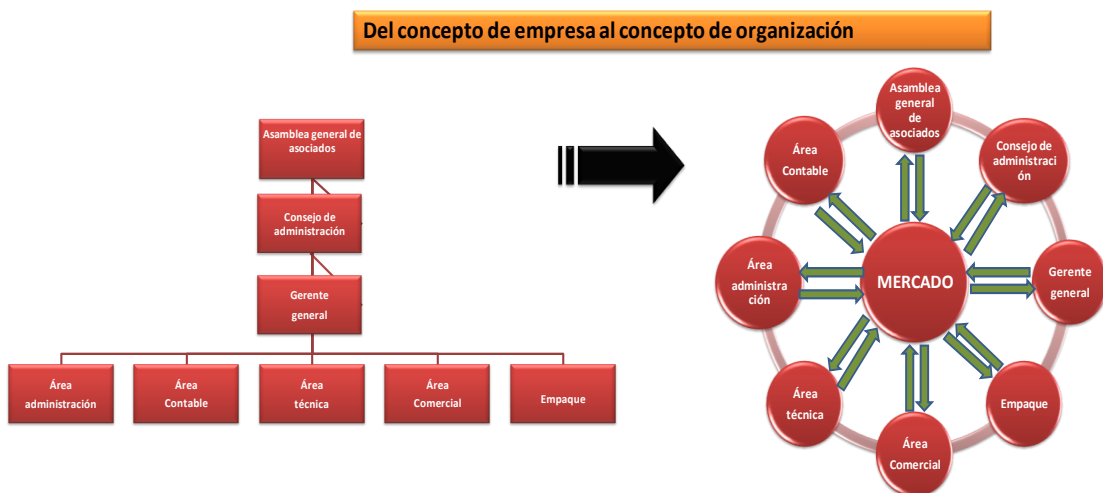 Del concepto de empresa al concepto de organización
Asamblea general de
asociados
Consejo de
administración
Gerente
general
Área
administración
Área
Contable
Área
técnica
Área
Comercial
Empaque
Asamblea
general
de
asociados
Consejo de
administraci
ón
Gerente
general
Empaque
Área
Comercial
Área
técnica
Área
administra
ción
Área
Contable
MERCADO